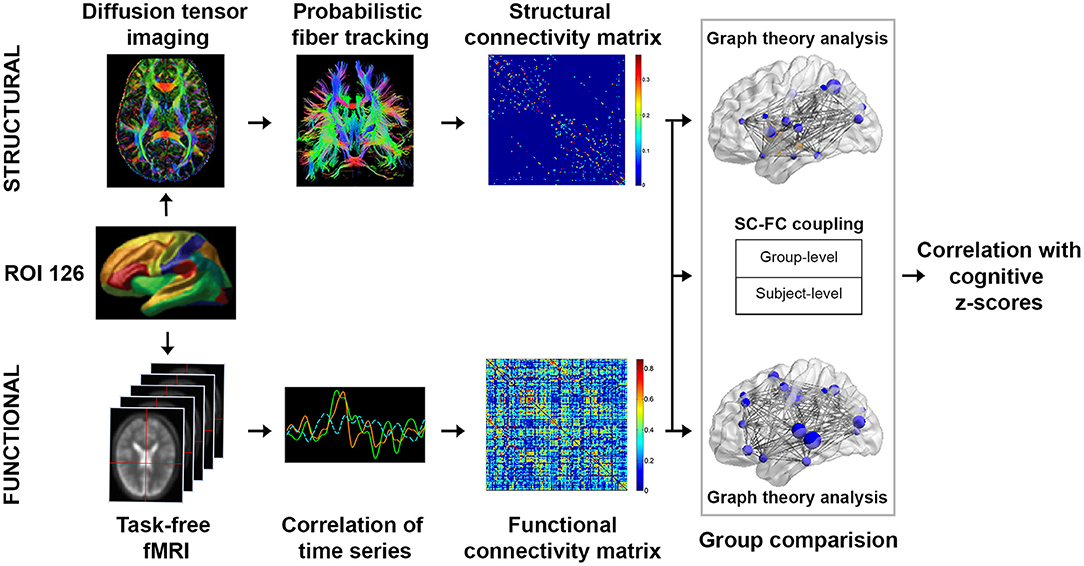 Diffusion tensor
imaging
Probabilistic
fiber tracking
Structural
connectivity matrix
STRUCTURAL
0.3
0.2
0.1
0
Graph theory analysis
ROI 126
SC-FC coupling
Group-level
Subject-level
Correlation with
cognitive
z-scores
FUNCTIONAL
Task-free
fMRI
Correlation of
time series
0.8
0.6
0.4
0.2
0
Functional
connectivity matrix
Graph theory analysis
Group comparision